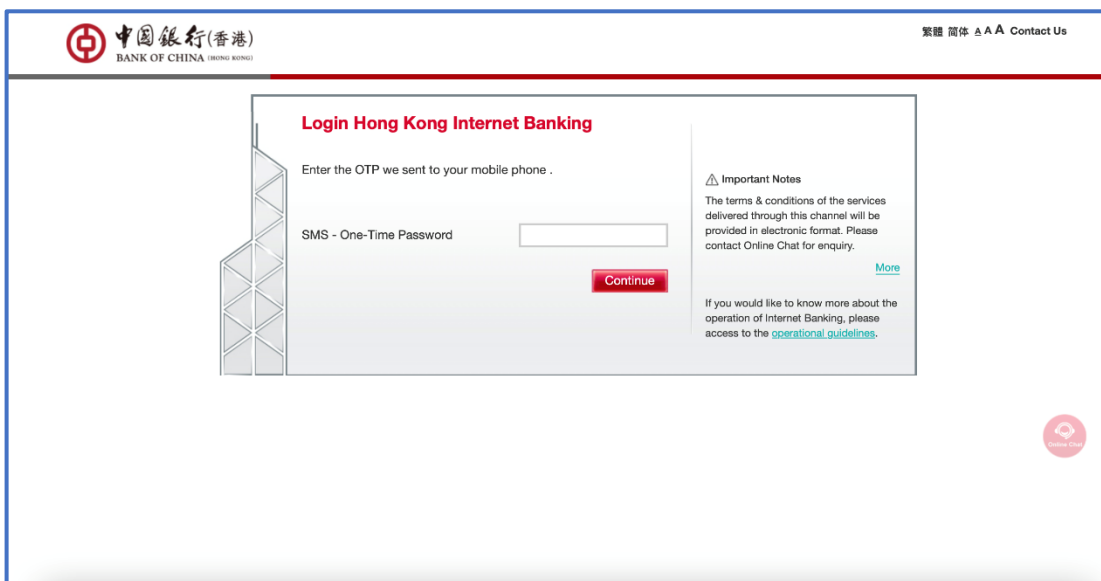 中國銀行(香港)
BANK OF CHINA (HONG KONG)
繁體 简体 A A A Contact Us
Login Hong Kong Internet Banking
Enter the OTP we sent to your mobile phone .
SMS - One-Time Password
Continue
Important Notes
The terms & conditions of the services
delivered through this channel will be
provided in electronic format. Please
contact Online Chat for enquiry.
More
If you would like to know more about the
operation of Internet Banking, please
access to the operational guidelines.
Online Chat